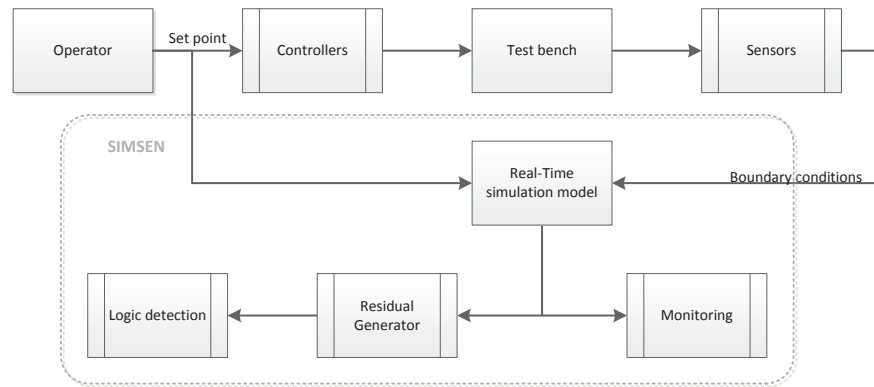 Operator
Set point
Controllers
Test bench
Sensors
SIMSEN
Real-Time
simulation model
Boundary conditions
Logic detection
Residual
Generator
Monitoring